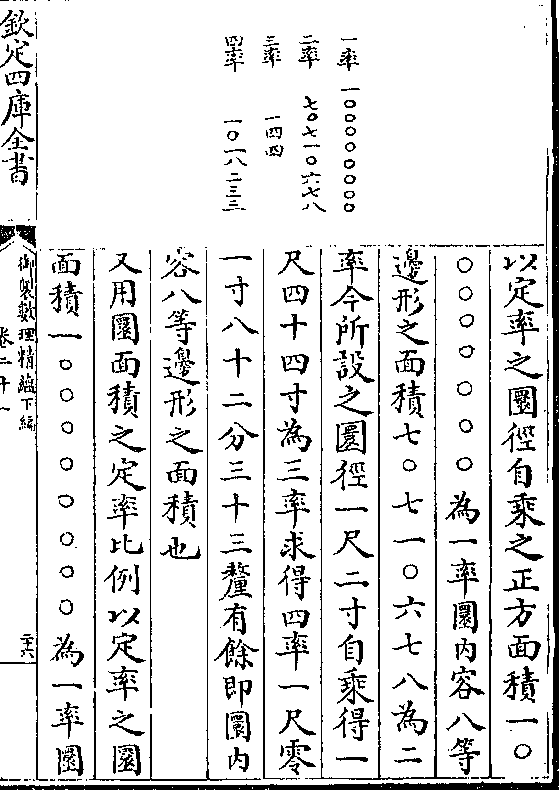 一率 一〇〇〇〇〇〇〇〇
二率 七〇七一〇六七八
三率 一四四
四率 一〇一八二三三
以定率之圜徑自乘之正方面積一〇
〇〇〇〇〇〇〇為一率圜內容八等
邊形之面積七〇七一〇六七八為二
率今所設之圜徑一尺二寸自乘得一
尺四十四寸為三率求得四率一尺零
一寸八十二分三十三釐有餘即圜內
容八等邊形之面積也
又用圜面積之定率比例以定率之圜
面積一〇〇〇〇〇〇〇〇為一率圜
欽定四庫全書
御製數理精蘊下編
卷二十一
二十六